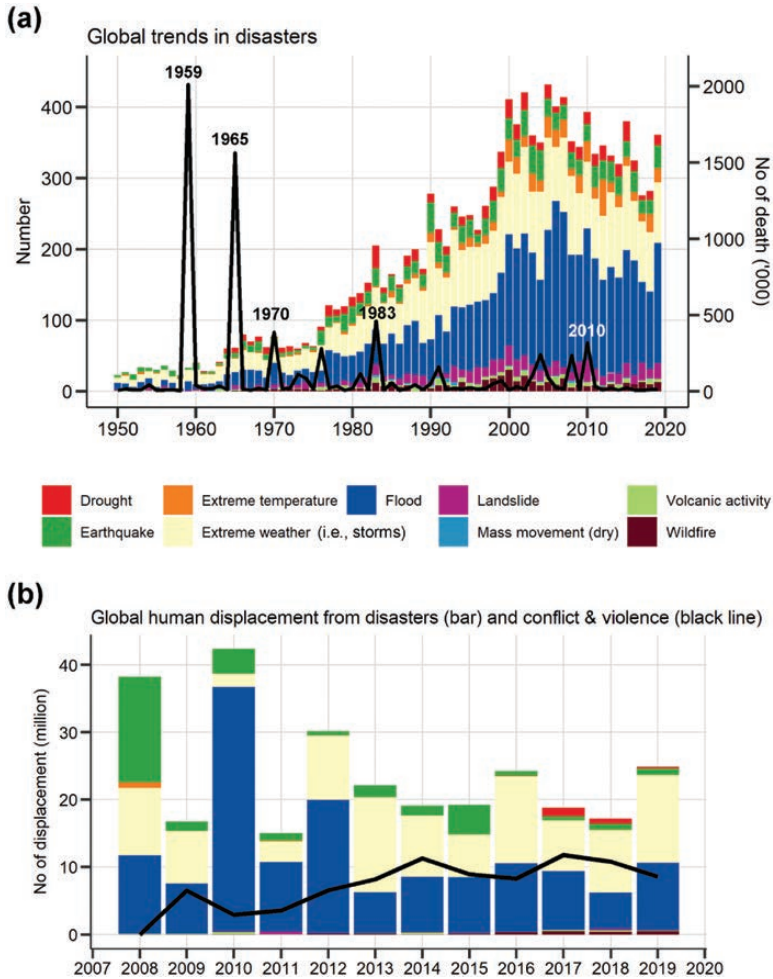 (a)
Global trends in disasters
1959
1965
1970
1983
2010
Number
400
300
200
100
0
No of death ('000)
2000
1500
1000
500
0
1950 1960 1970 1980 1990 2000 2010 2020
Drought Extreme temperature Flood Landslide Volcanic activity
Earthquake Extreme weather (i.e., storms) Mass movement (dry) Wildfire
(b)
Global human displacement from disasters (bar) and conflict & violence (black line)
No of displacement (million)
40
30
20
10
0
2007 2008 2009 2010 2011 2012 2013 2014 2015 2016 2017 2018 2019 2020